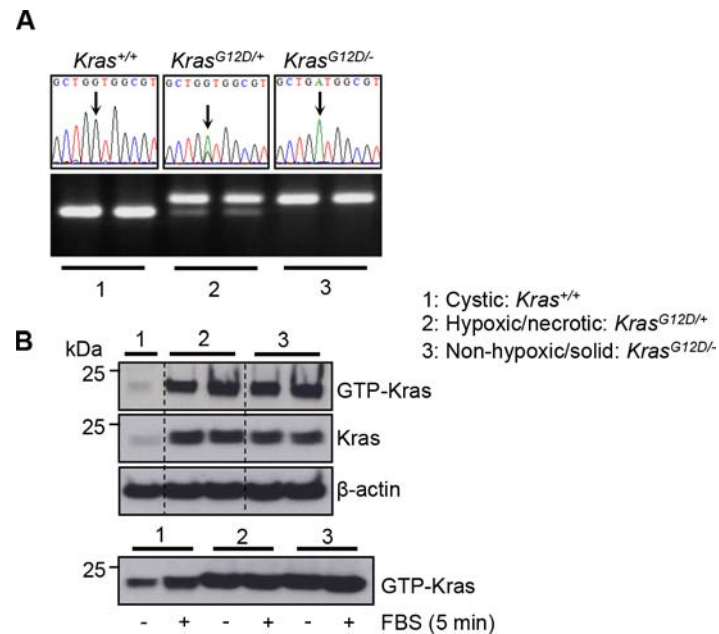 A
Kras+/+ KrasG12D/+ KrasG12D/-
GCTGGTGGCGT GCTGGTGGCGT GCTGATGGCGT
1 2 3
1: Cystic: Kras+/+
2: Hypoxic/necrotic: KrasG12D/+
3: Non-hypoxic/solid: KrasG12D/-
B
kDa 1 2 3
25 GTP-Kras
25 Kras
β-actin
1 2 3
25 GTP-Kras
- + - + - + FBS (5 min)